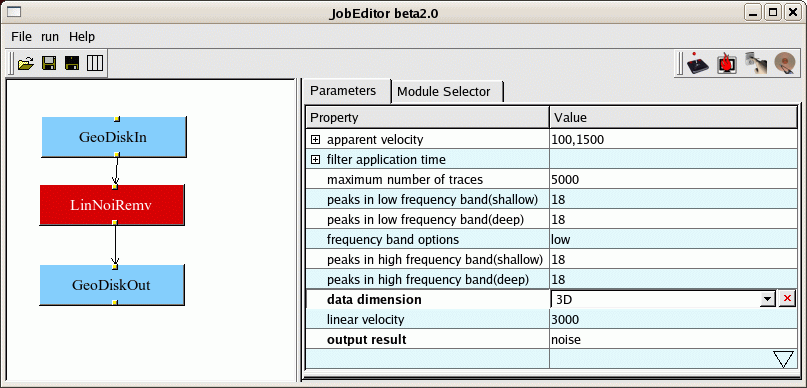 JobEditor beta2.0
File run Help
GeoDiskIn
LinNoiRemv
GeoDiskOut
Parameters Module Selector
Property Value
apparent velocity 100,1500
filter application time
maximum number of traces 5000
peaks in low frequency band(shallow) 18
peaks in low frequency band(deep) 18
frequency band options low
peaks in high frequency band(shallow) 18
peaks in high frequency band(deep) 18
data dimension 3D
linear velocity 3000
output result noise